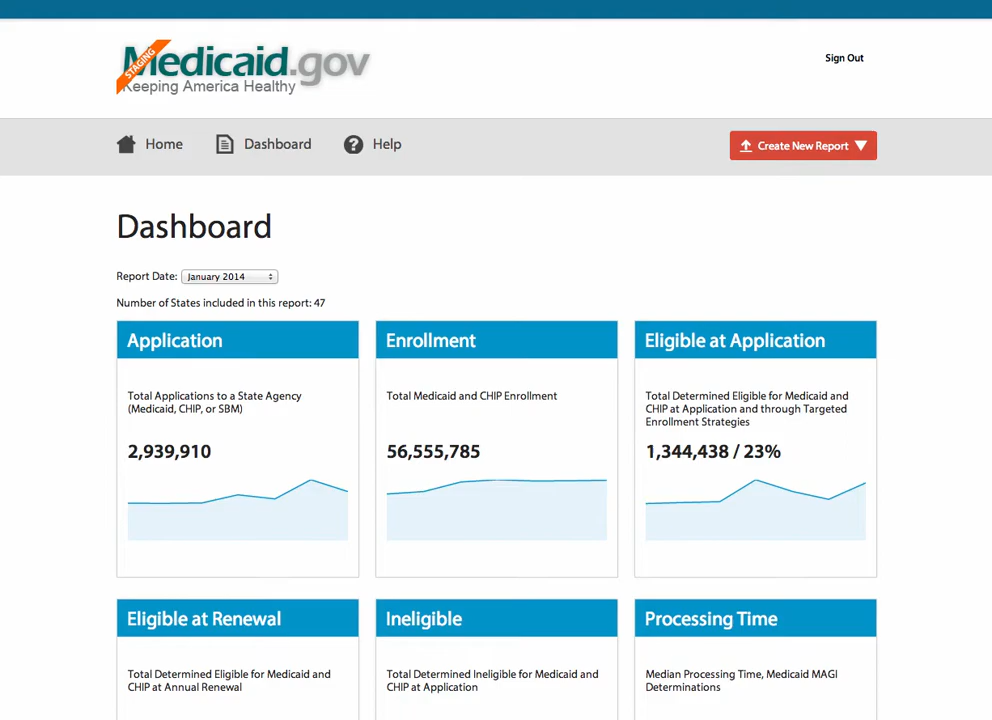 STAGING
Medicaid.gov
Keeping America Healthy
Sign Out
Home
Dashboard
Help
Create New Report
Dashboard
Report Date: January 2014
Number of States included in this report: 47
Application
Total Applications to a State Agency
(Medicaid, CHIP, or SBM)
2,939,910
Enrollment
Total Medicaid and CHIP Enrollment
56,555,785
Eligible at Application
Total Determined Eligible for Medicaid and
CHIP at Application and through Targeted
Enrollment Strategies
1,344,438 / 23%
Eligible at Renewal
Total Determined Eligible for Medicaid and
CHIP at Annual Renewal
Ineligible
Total Determined Ineligible for Medicaid and
CHIP at Application
Processing Time
Median Processing Time, Medicaid MAGI
Determinations